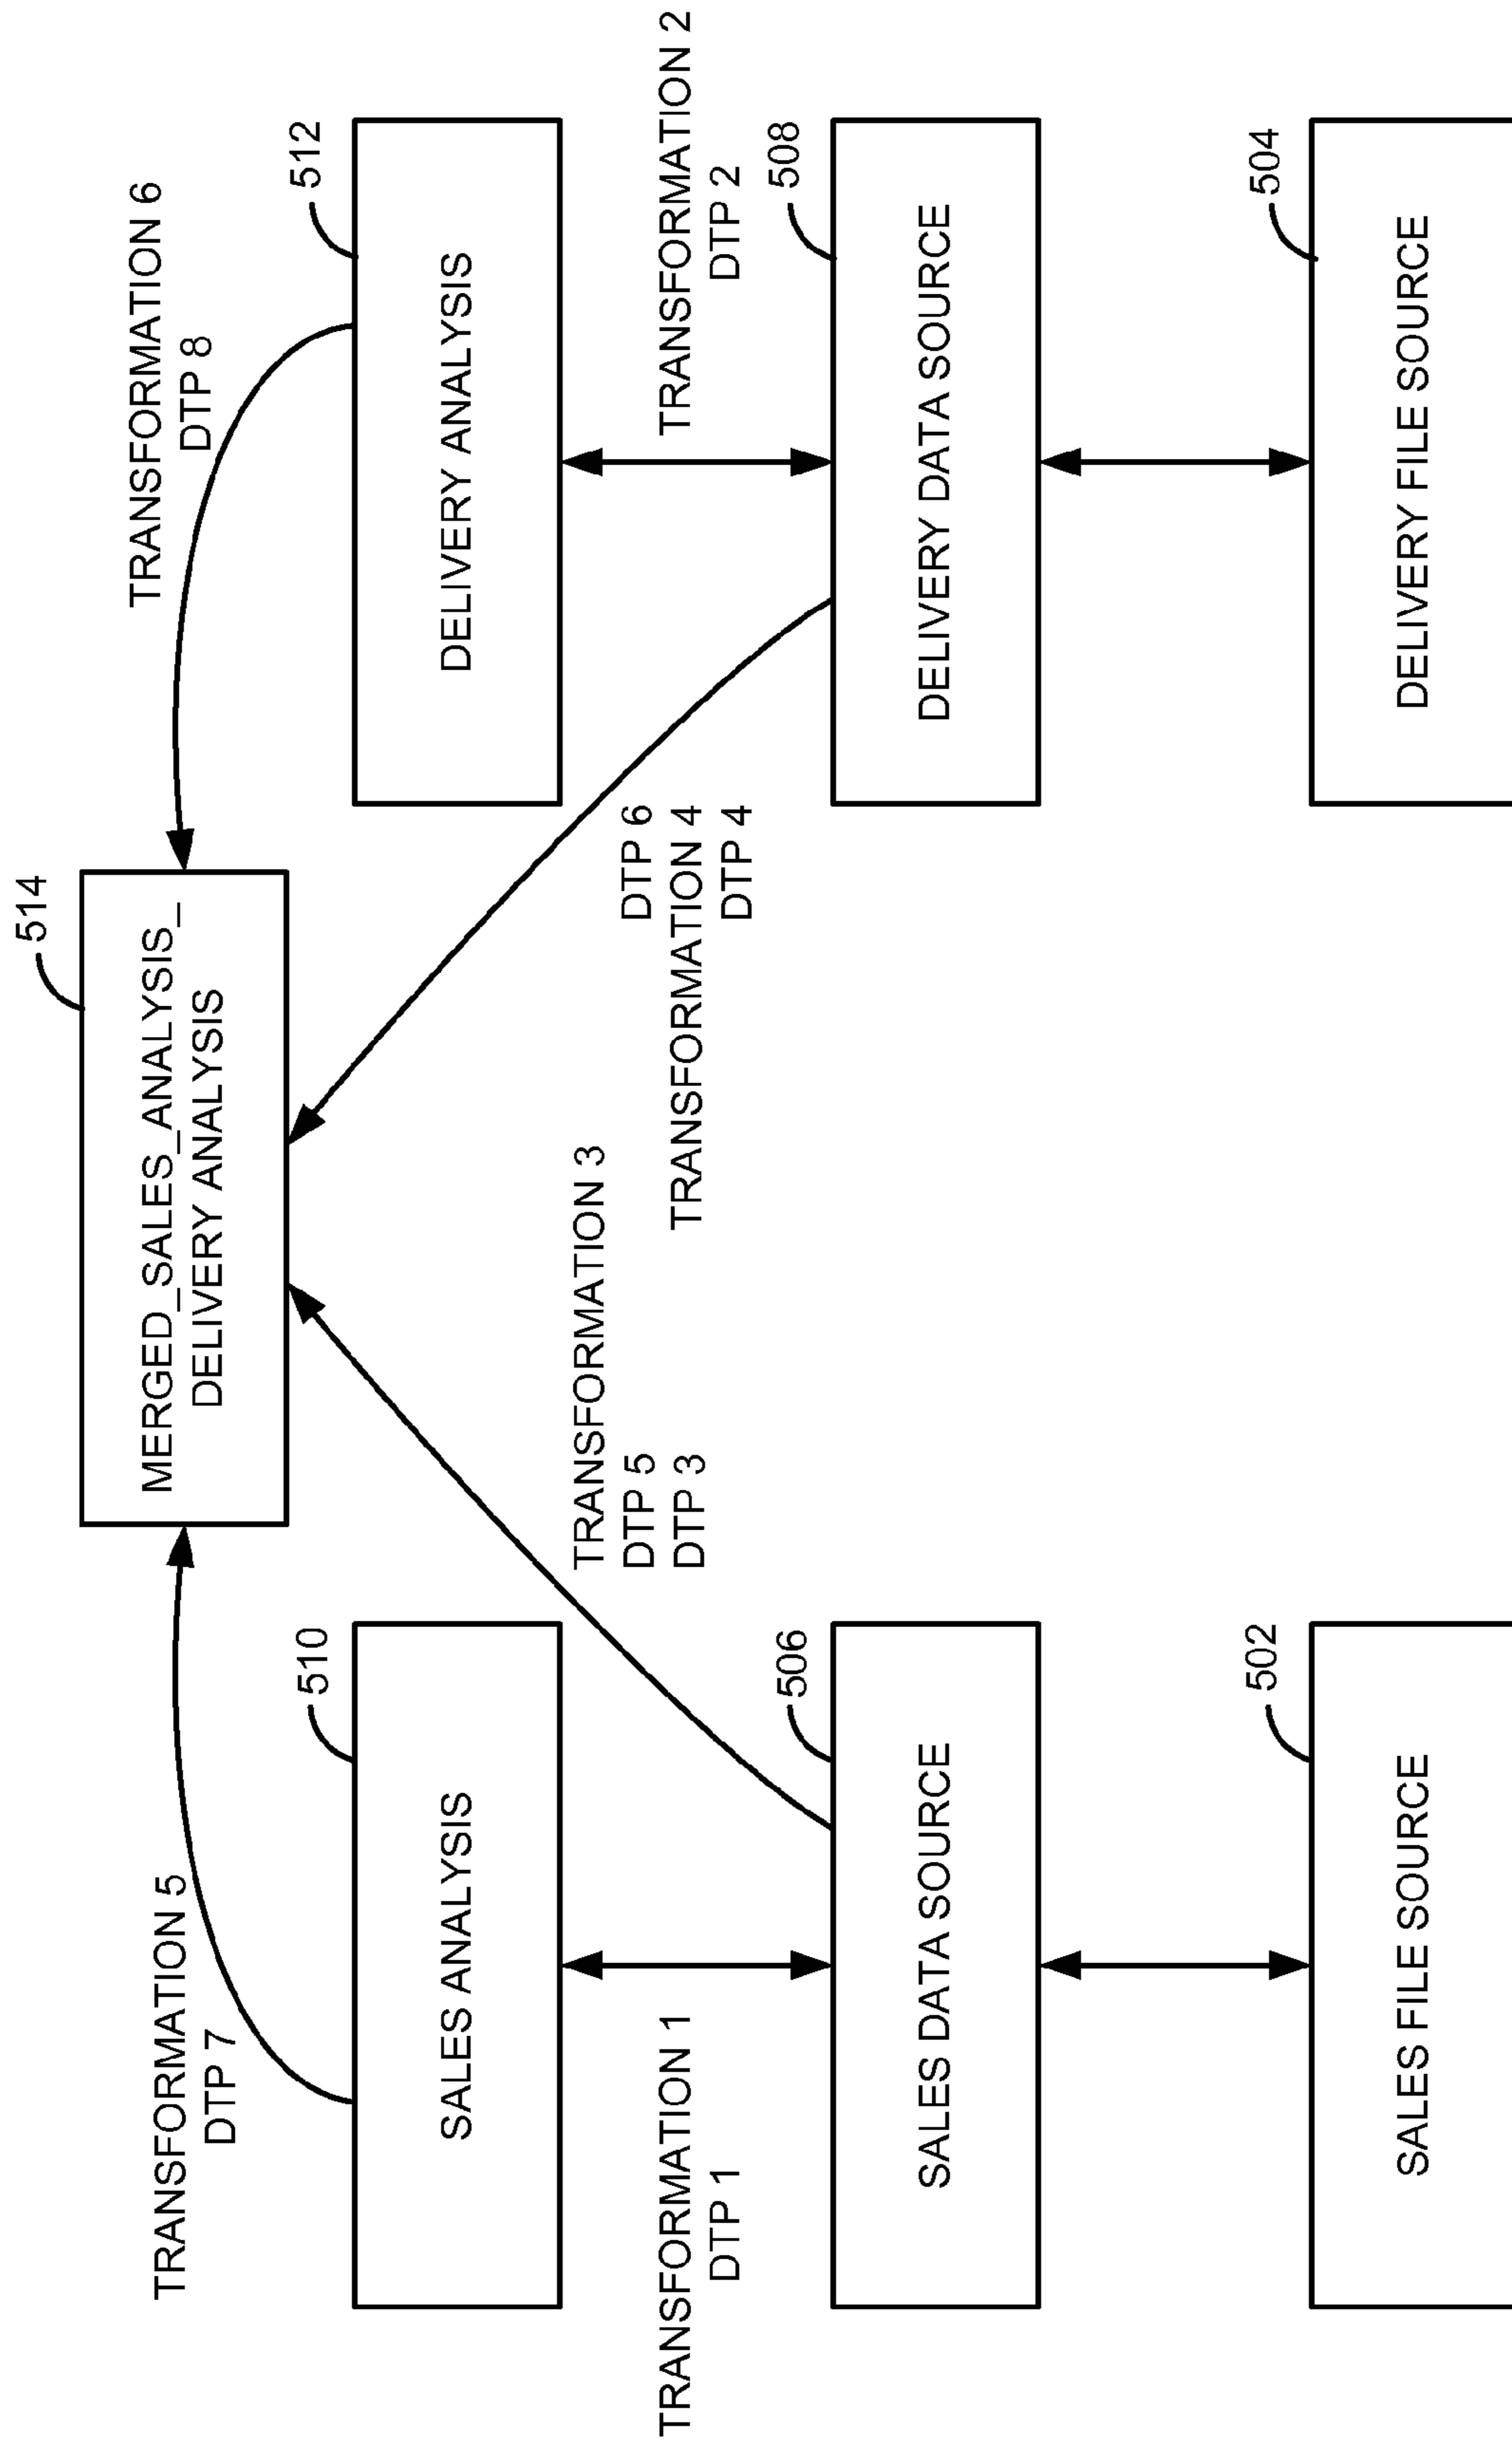 514
MERGED_SALES_ANALYSIS_
DELIVERY ANALYSIS
TRANSFORMATION 5
DTP 7
TRANSFORMATION 6
DTP 8
510
SALES ANALYSIS
512
DELIVERY ANALYSIS
TRANSFORMATION 1
DTP 1
TRANSFORMATION 3
DTP 5
DTP 3
DTP 6
TRANSFORMATION 4
DTP 4
TRANSFORMATION 2
DTP 2
506
SALES DATA SOURCE
508
DELIVERY DATA SOURCE
502
SALES FILE SOURCE
504
DELIVERY FILE SOURCE